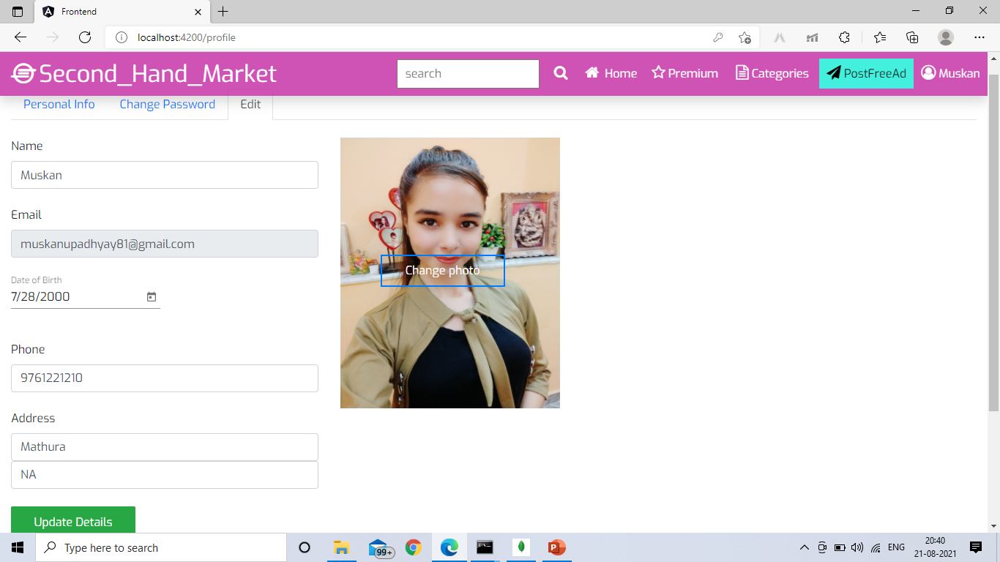 Frontend
localhost:4200/profile
Second_Hand_Market
search
Home
Premium
Categories
PostFreeAd
Muskan
Personal Info
Change Password
Edit
Name
Muskan
Email
muskanupadhyay81@gmail.com
Date of Birth
7/28/2000
Phone
9761221210
Address
Mathura
NA
Update Details
Change photo
Type here to search
99+
ENG
20:40
21-08-2021